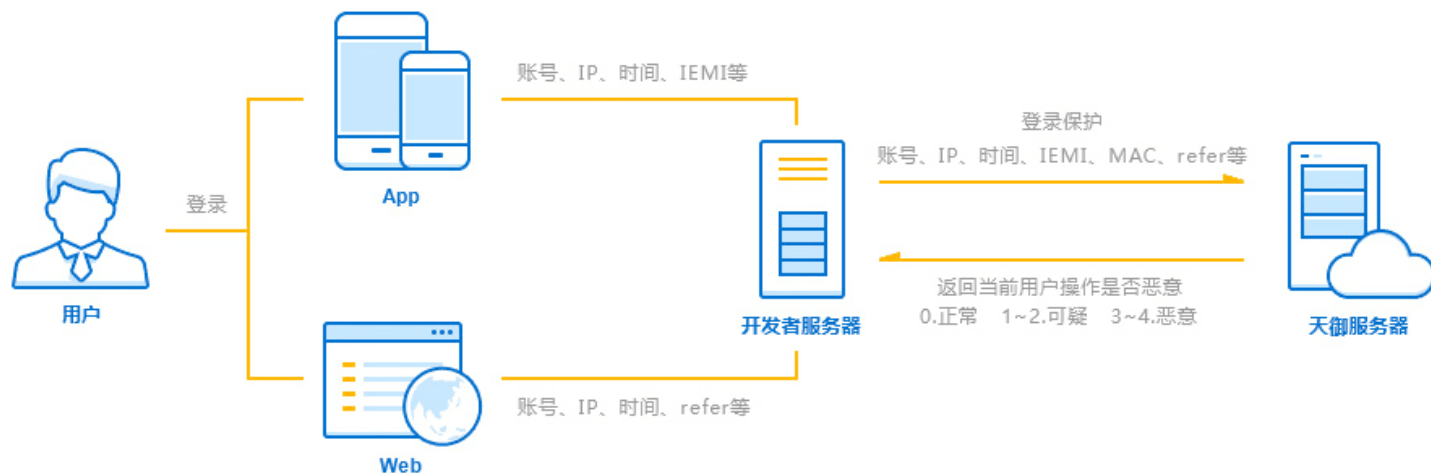 账号、IP、时间、IEMI等
登录保护
账号、IP、时间、IEMI、MAC、refer等
App
登录
返回当前用户操作是否恶意
0.正常 1~2.可疑 3~4.恶意
用户
开发者服务器
天御服务器
账号、IP、时间、refer等
Web